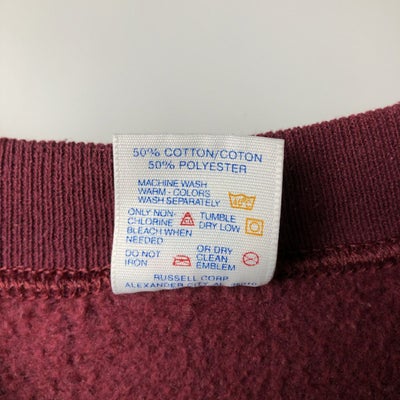 50% COTTON/COTON
50% POLYESTER
MACHINE WASH
WARM - COLORS
WASH SEPARATELY
ONLY NON-
CHLORINE
BLEACH WHEN
NEEDED
TUMBLE
DRY LOW
DO NOT
IRON
OR DRY
CLEAN
EMBLEM
RUSSELL CORP.
ALEXANDER CITY, AL